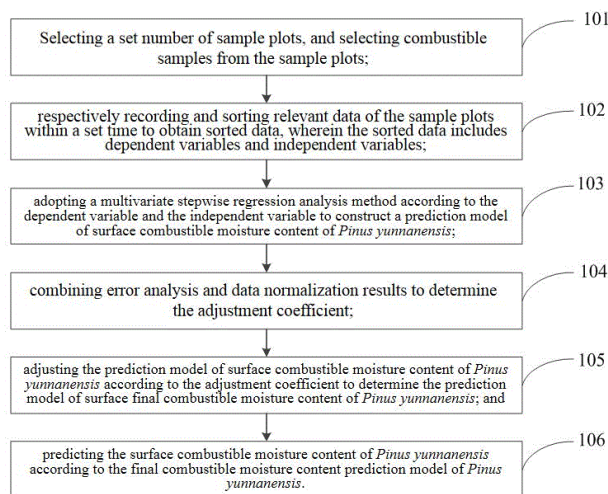 101
Selecting a set number of sample plots, and selecting combustible
samples from the sample plots;
102
respectively recording and sorting relevant data of the sample plots
within a set time to obtain sorted data, wherein the sorted data includes
dependent variables and independent variables;
103
adopting a multivariate stepwise regression analysis method according to the
dependent variable and the independent variable to construct a prediction model
of surface combustible moisture content of Pinus yunnanensis;
104
combining error analysis and data normalization results to determine
the adjustment coefficient;
105
adjusting the prediction model of surface combustible moisture content of Pinus
yunnanensis according to the adjustment coefficient to determine the prediction
model of surface final combustible moisture content of Pinus yunnanensis; and
106
predicting the surface combustible moisture content of Pinus yunnanensis
according to the final combustible moisture content prediction model of Pinus
yunnanensis.